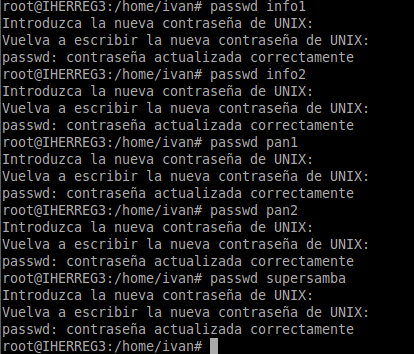 root@IHERREG3:/home/ivan# passwd info1
Introduzca la nueva contraseña de UNIX:
Vuelva a escribir la nueva contraseña de UNIX:
passwd: contraseña actualizada correctamente
root@IHERREG3:/home/ivan# passwd info2
Introduzca la nueva contraseña de UNIX:
Vuelva a escribir la nueva contraseña de UNIX:
passwd: contraseña actualizada correctamente
root@IHERREG3:/home/ivan# passwd pan1
Introduzca la nueva contraseña de UNIX:
Vuelva a escribir la nueva contraseña de UNIX:
passwd: contraseña actualizada correctamente
root@IHERREG3:/home/ivan# passwd pan2
Introduzca la nueva contraseña de UNIX:
Vuelva a escribir la nueva contraseña de UNIX:
passwd: contraseña actualizada correctamente
root@IHERREG3:/home/ivan# passwd supersamba
Introduzca la nueva contraseña de UNIX:
Vuelva a escribir la nueva contraseña de UNIX:
passwd: contraseña actualizada correctamente
root@IHERREG3:/home/ivan#